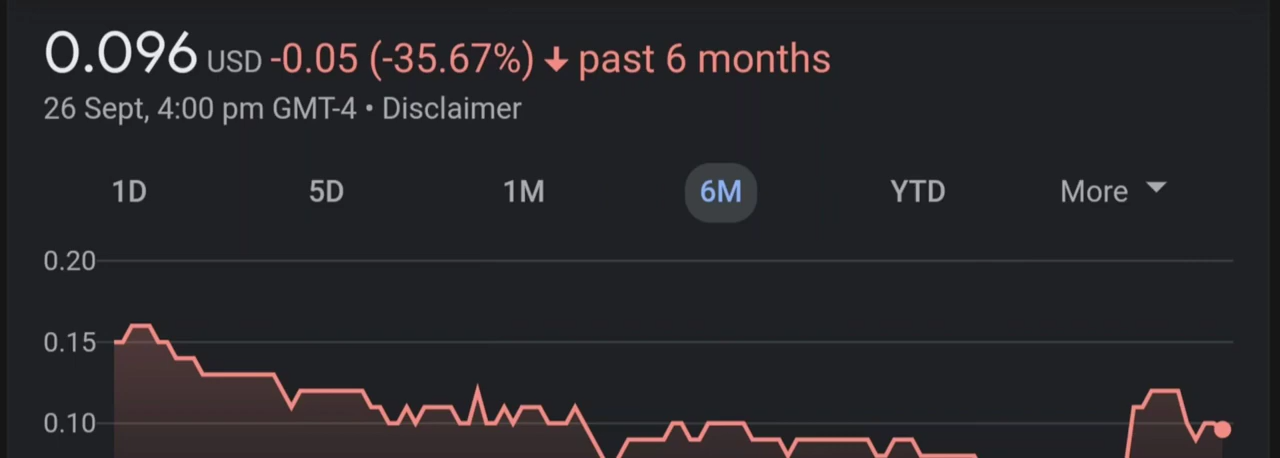 0.096 USD -0.05 (-35.67%) ↓ past 6 months
26 Sept, 4:00 pm GMT-4 • Disclaimer
1D 5D 1M 6M YTD More
0.20
0.15
0.10